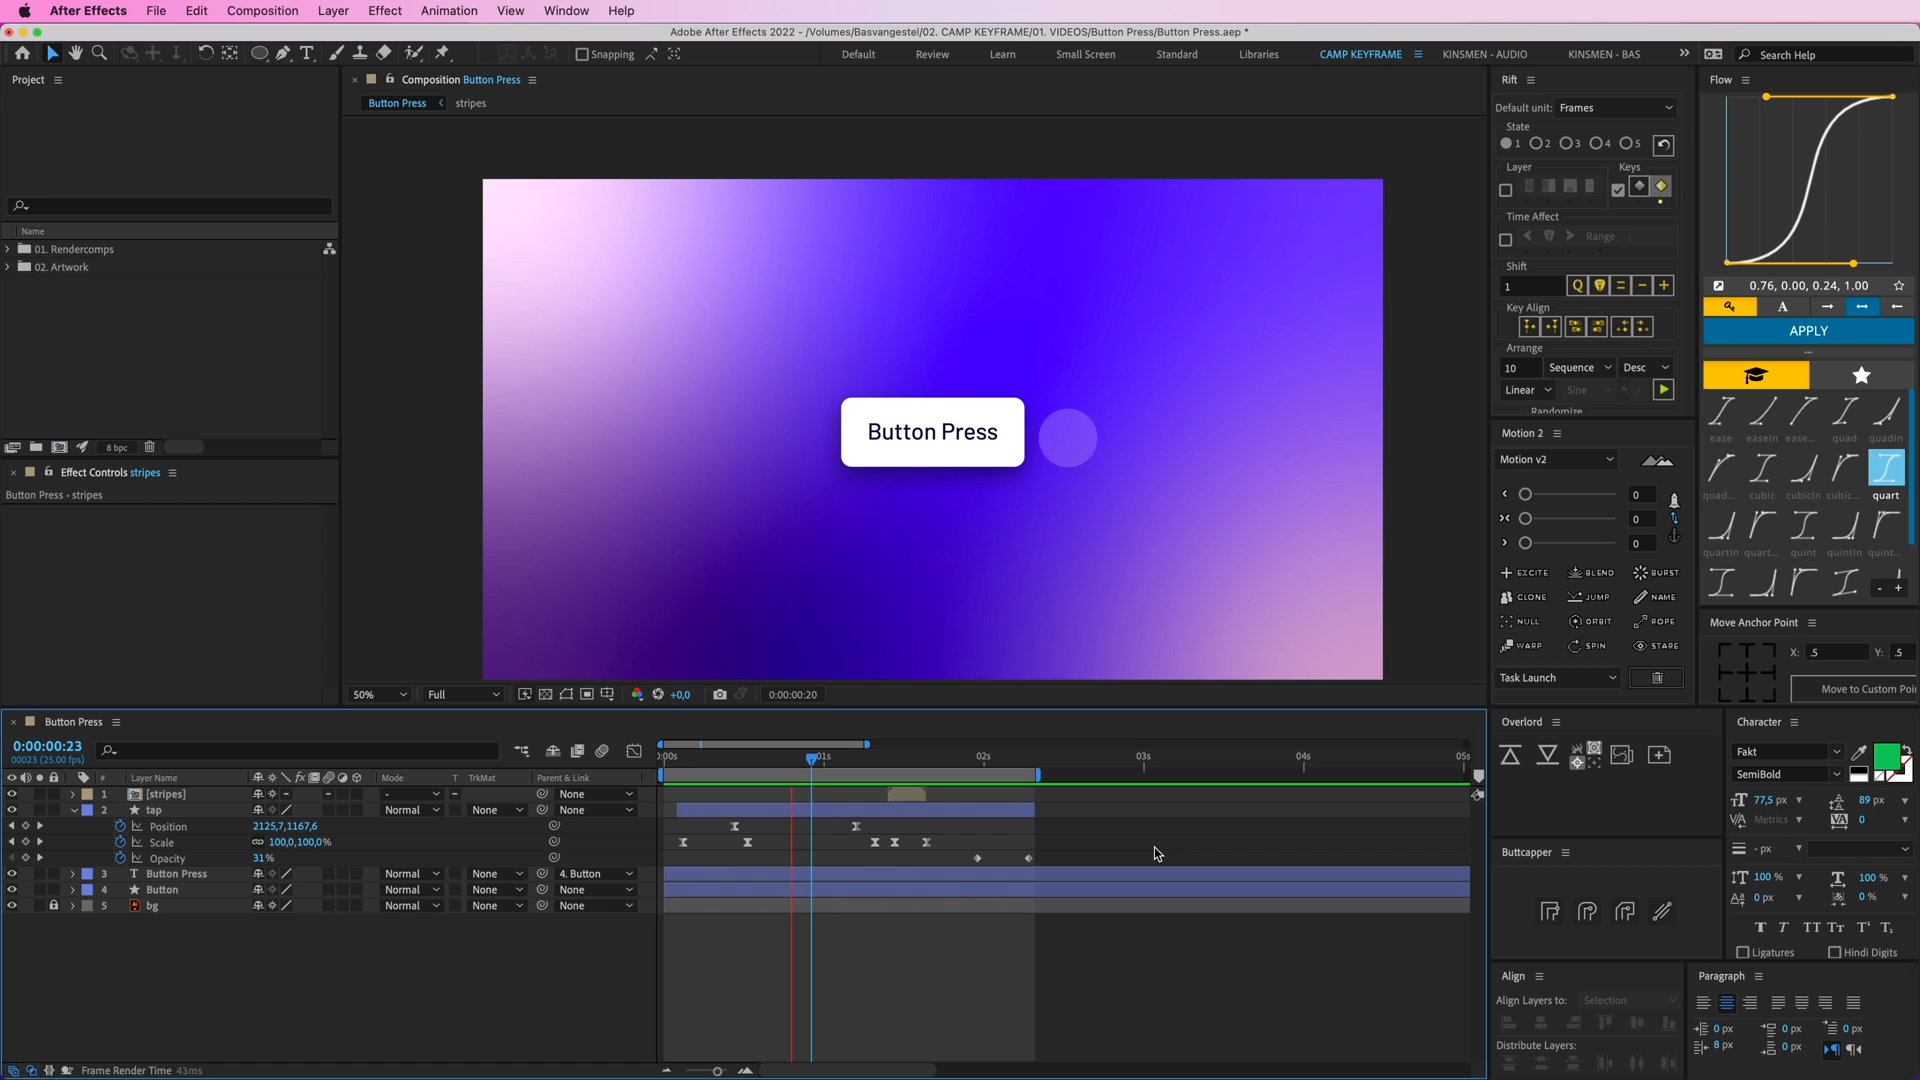 After Effects File Edit Composition Layer Effect Animation View Window Help
Adobe After Effects 2022 - /Volumes/Basvangestel/02. CAMP KEYFRAME/01. VIDEOS/Button Press/Button Press.aep *
Snapping
Default Review Learn Small Screen Standard Libraries CAMP KEYFRAME KINSMEN - AUDIO KINSMEN - BAS Search Help
Project
Name
01. Rendercomps
02. Artwork
8 bpc
Effect Controls stripes
Button Press • stripes
Composition Button Press
Button Press stripes
Button Press
50% Full +0,0 0:00:00:20
Rift
Default unit: Frames
State
1 2 3 4 5
Layer Keys
Time Affect
Range
Shift
1
Key Align
Arrange
10 Sequence Desc
Linear Sine
Randomize
Motion 2
Motion v2
0
0
0
EXCITE BLEND BURST
CLONE JUMP NAME
NULL ORBIT ROPE
WARP SPIN STARE
Task Launch
Flow
0.76, 0.00, 0.24, 1.00
A
APPLY
ease easeIn ease... quad quadIn
quad... cubic cubicIn cubic... quart
quartIn quart... quint quintIn quint...
Move Anchor Point
X: .5 Y: .5
Move to Custom Poi
Button Press
0:00:00:23
00023 (25.00 fps)
# Layer Name Mode T TrkMat Parent & Link
1 [stripes] - None
2 tap Normal None None
Position 2125,7,1167,6
Scale 100,0,100,0%
Opacity 31%
3 T Button Press Normal None 4. Button
4 Button Normal None None
5 bg Normal None None
Frame Render Time 43ms
):00s 01s 02s 03s 04s 05s
Overlord
Buttcapper
Character
Fakt
SemiBold
77,5 px 89 px
Metrics 0
- px
100 % 100 %
0 px 0 %
Ligatures Hindi Digits
Align
Align Layers to: Selection
Distribute Layers:
Paragraph
0 px 0 px 0 px
8 px 0 px